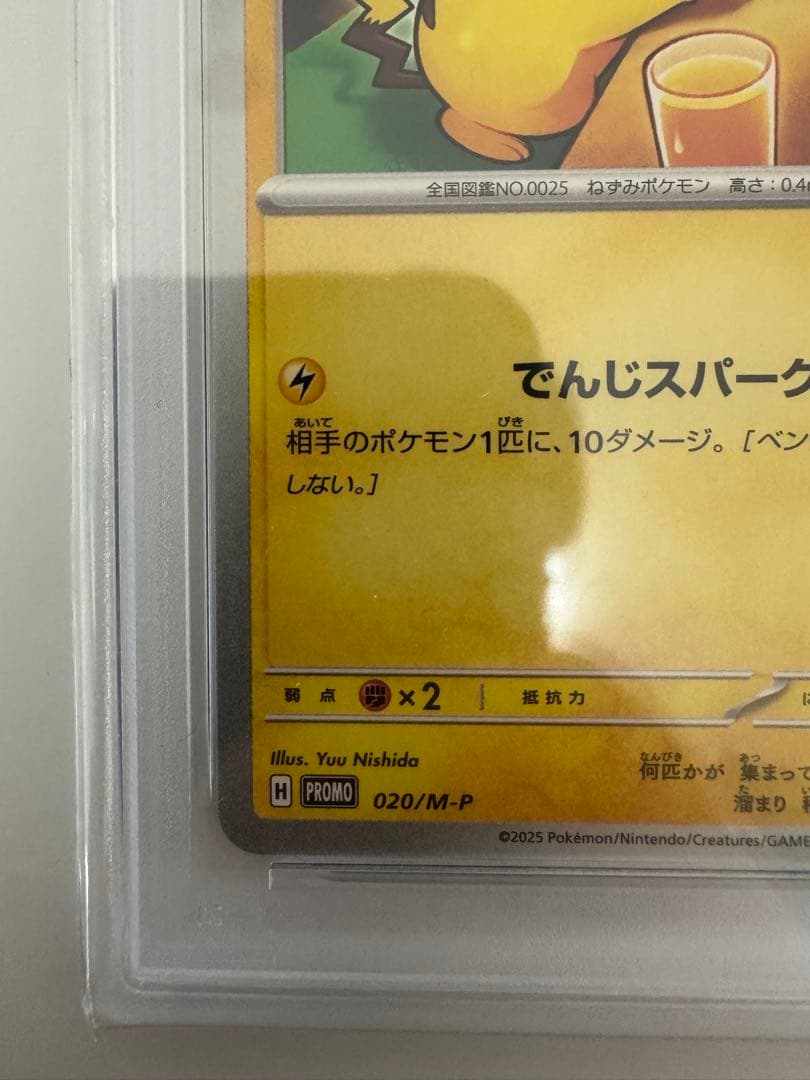 全国図鑑NO.0025 ねずみポケモン 高さ：0.4m
でんじスパーク
あいて びき
相手のポケモン1匹に、10ダメージ。［ベン
しない。］
弱点 ×2 抵抗力
Illus. Yuu Nishida
なんびき あつ
何匹かが 集まって
H PROMO 020/M-P
た
溜まり
©2025 Pokémon/Nintendo/Creatures/GAME